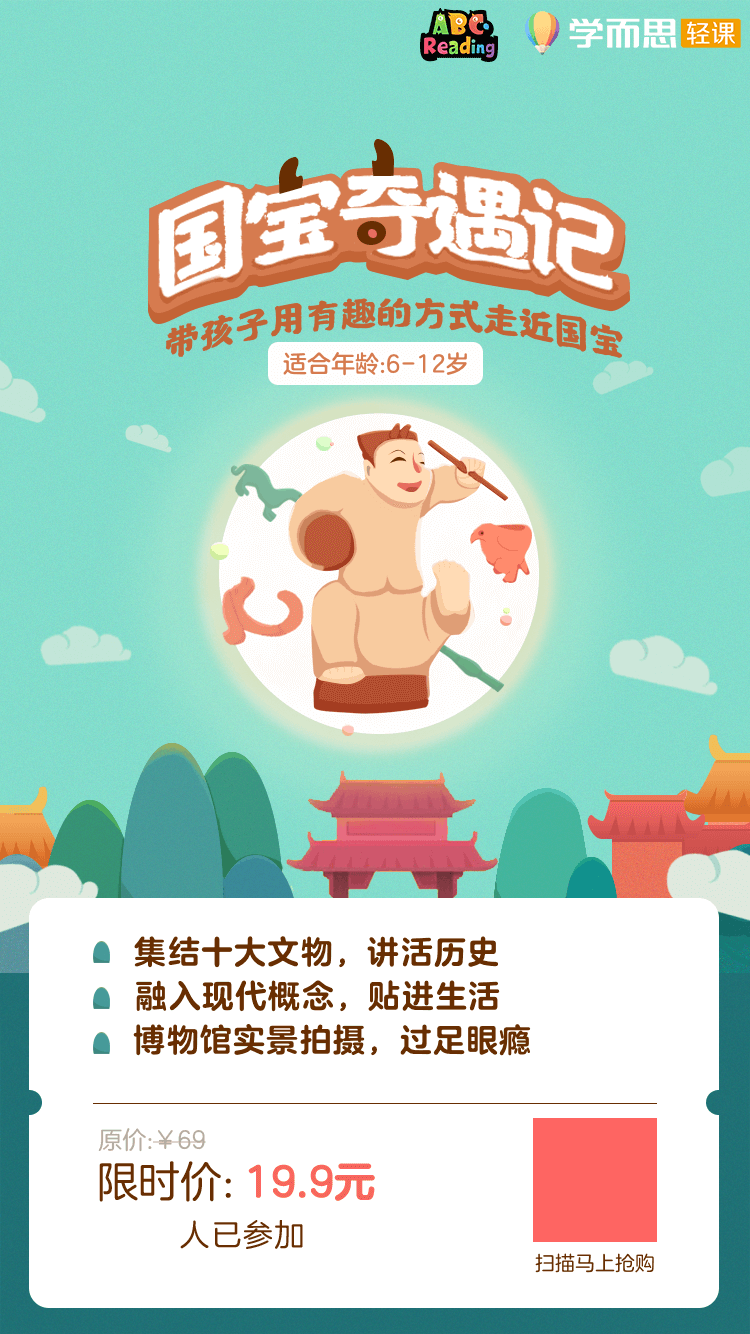 ABC Reading
学而思轻课
国宝奇遇记
带孩子用有趣的方式走近国宝
适合年龄:6-12岁
集结十大文物，讲活历史
融入现代概念，贴进生活
博物馆实景拍摄，过足眼瘾
原价:￥69
限时价: 19.9元
人已参加
扫描马上抢购